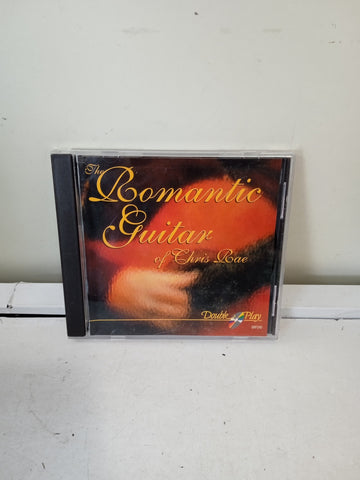 The
Romantic
Guitar
of Chris Rae
Double Play